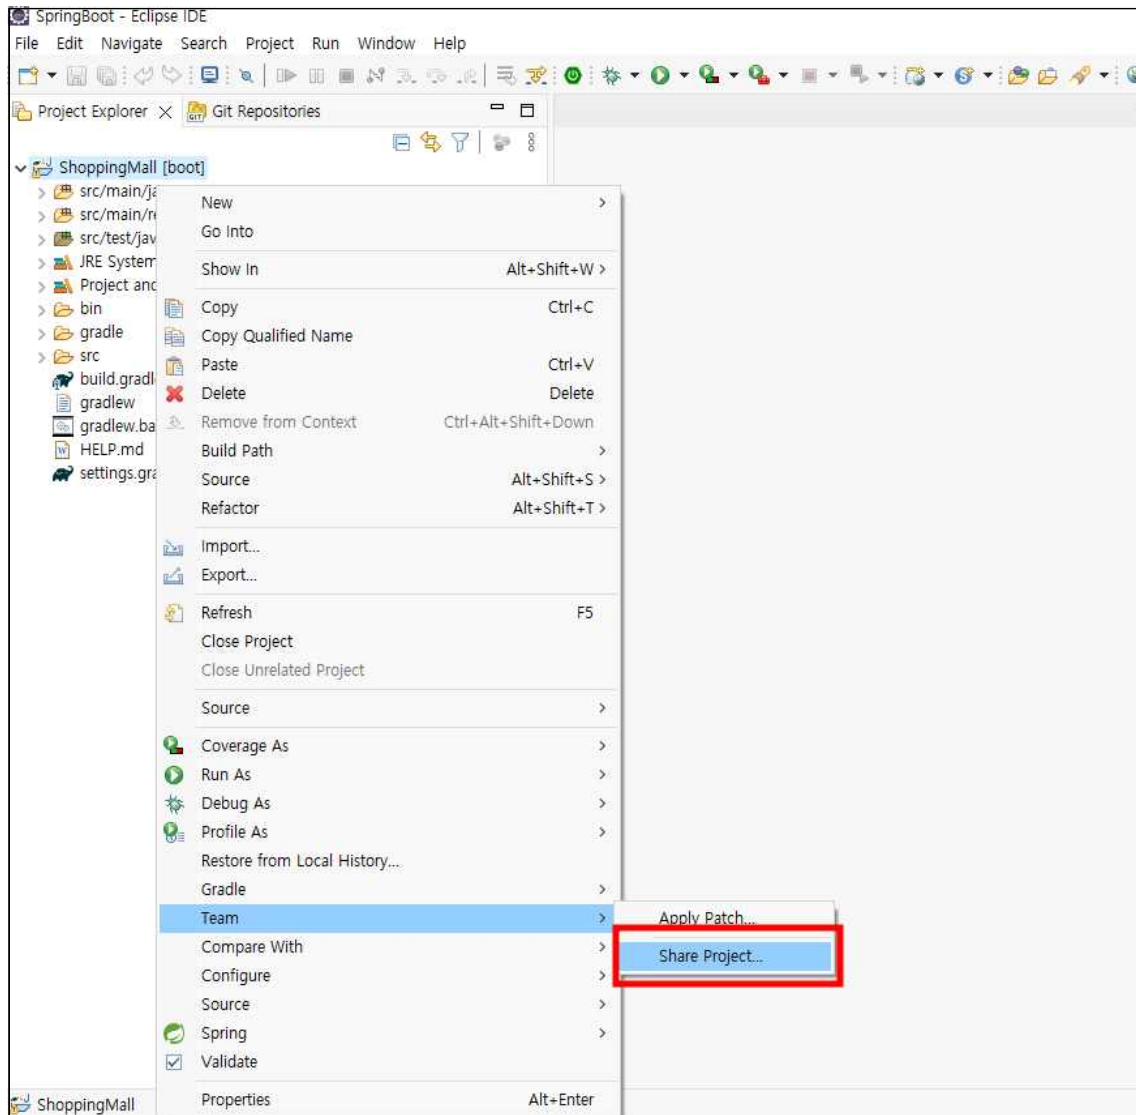 SpringBoot - Eclipse IDE
File Edit Navigate Search Project Run Window Help
Project Explorer Git Repositories
ShoppingMall [boot]
src/main/ja
src/main/re
src/test/jav
JRE System
Project and
bin
gradle
src
build.gradl
gradlew
gradlew.ba
HELP.md
settings.gra
New
Go Into
Show In Alt+Shift+W
Copy Ctrl+C
Copy Qualified Name
Paste Ctrl+V
Delete Delete
Remove from Context Ctrl+Alt+Shift+Down
Build Path
Source Alt+Shift+S
Refactor Alt+Shift+T
Import...
Export...
Refresh F5
Close Project
Close Unrelated Project
Source
Coverage As
Run As
Debug As
Profile As
Restore from Local History...
Gradle
Team
Compare With
Configure
Source
Spring
Validate
Properties Alt+Enter
Apply Patch...
Share Project...
ShoppingMall